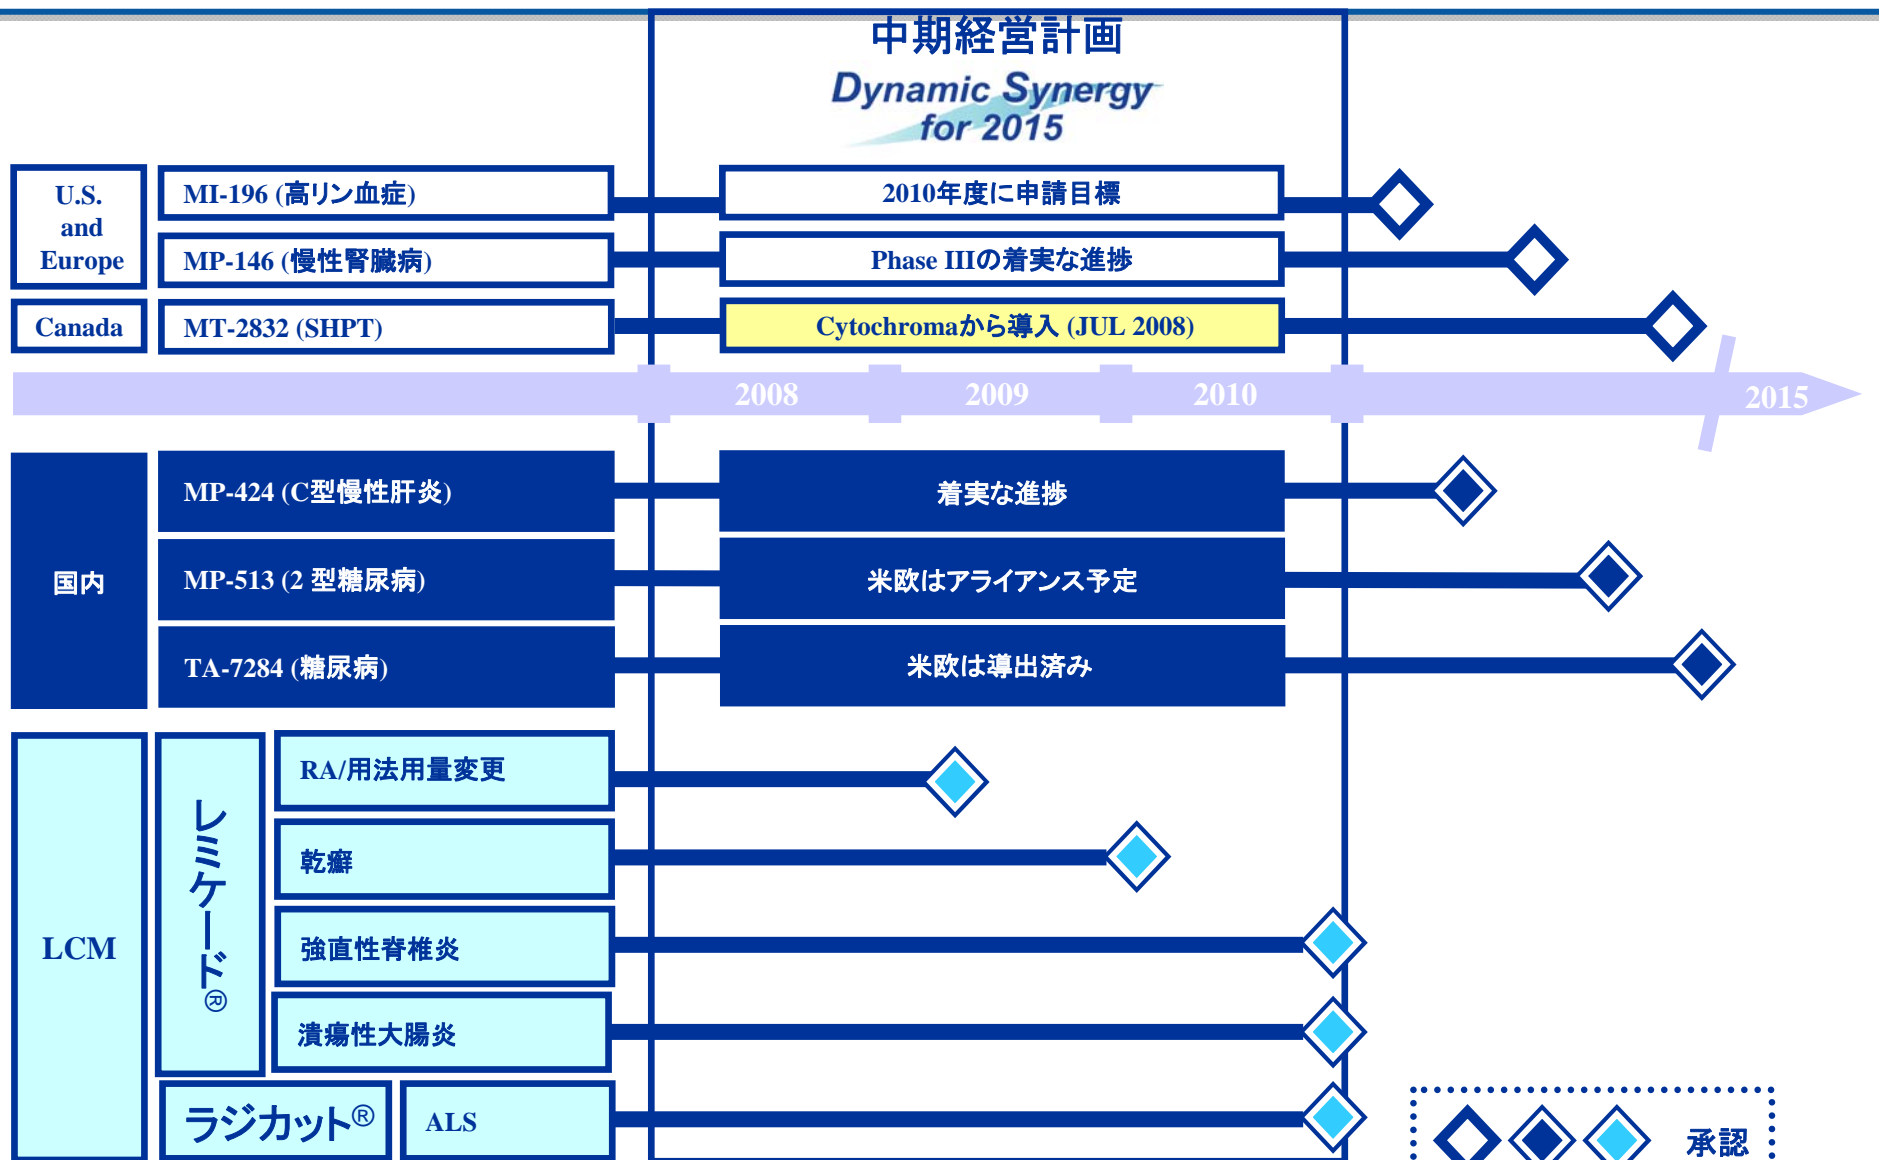 中期経営計画
Dynamic Synergy
for 2015
U.S.
and
Europe
MI-196 (高リン血症)
2010年度に申請目標
MP-146 (慢性腎臓病)
Phase IIIの着実な進捗
Canada
MT-2832 (SHPT)
Cytochromaから導入 (JUL 2008)
2008
2009
2010
2015
国内
MP-424 (C型慢性肝炎)
着実な進捗
MP-513 (2 型糖尿病)
米欧はアライアンス予定
TA-7284 (糖尿病)
米欧は導出済み
LCM
レミケード®
RA/用法用量変更
乾癬
強直性脊椎炎
潰瘍性大腸炎
ラジカット®
ALS
承認